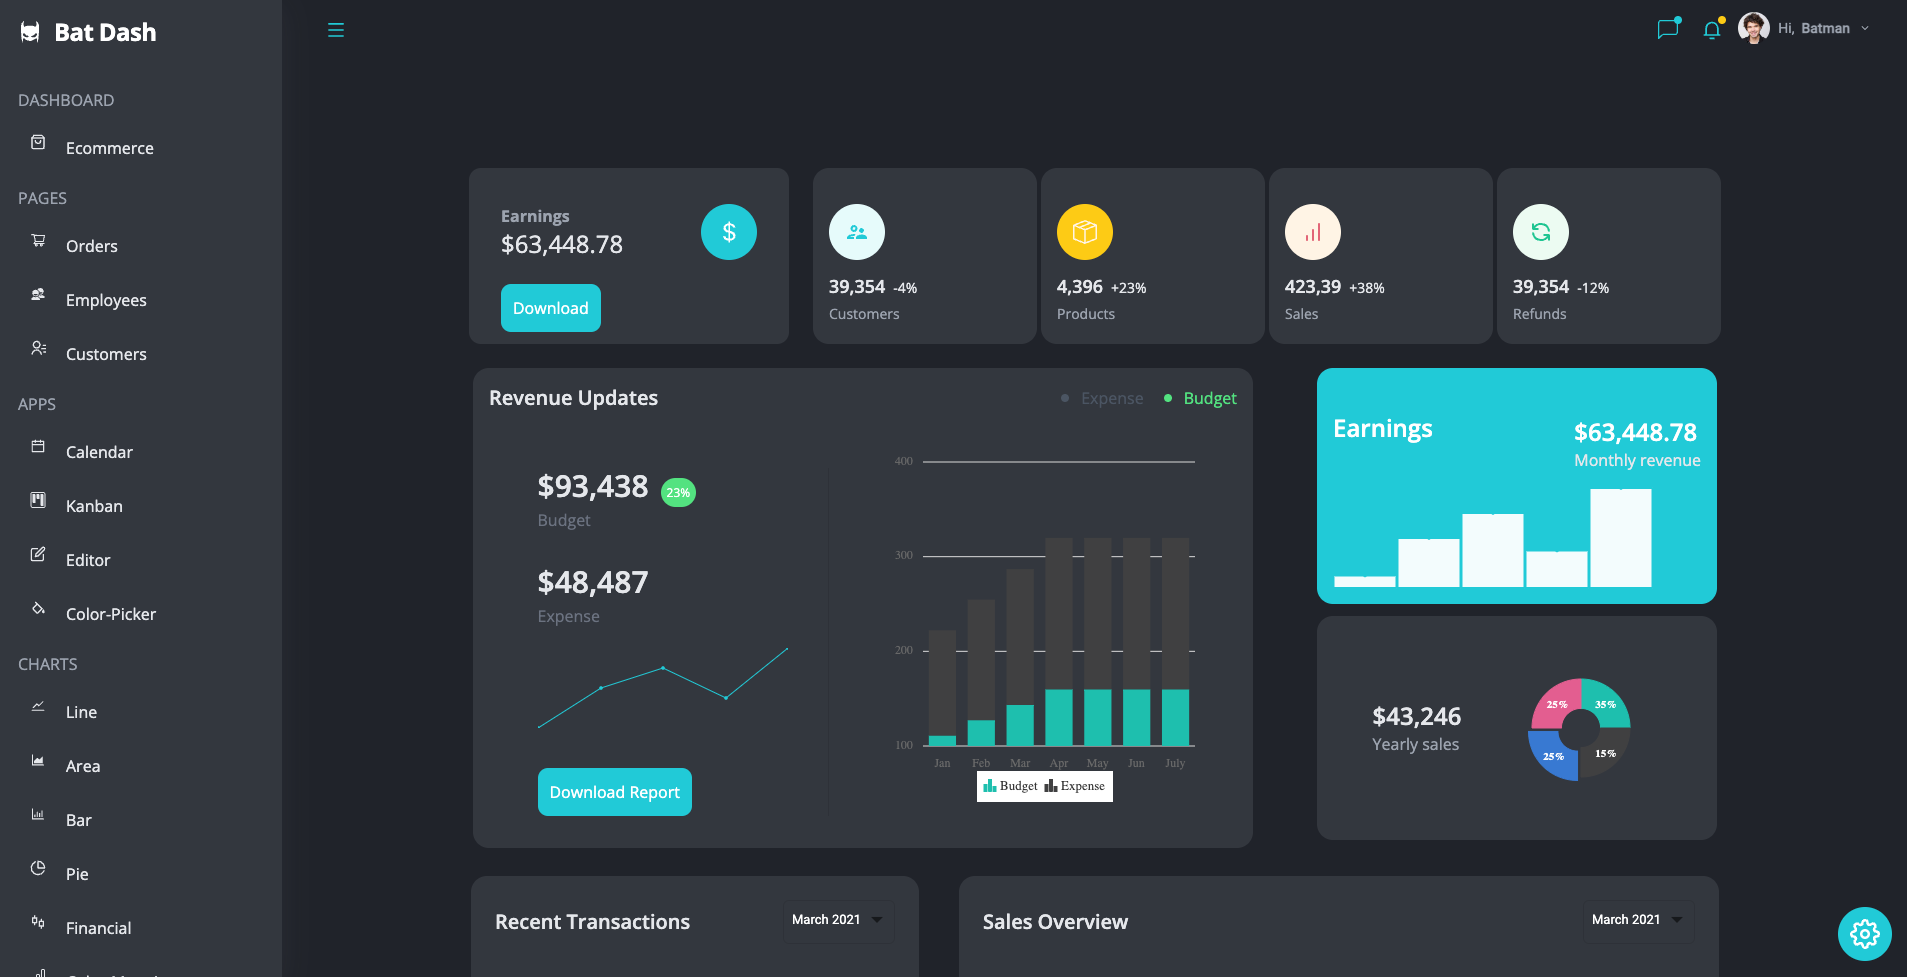 Bat Dash
Hi, Batman
DASHBOARD
Ecommerce
PAGES
Orders
Employees
Customers
APPS
Calendar
Kanban
Editor
Color-Picker
CHARTS
Line
Area
Bar
Pie
Financial
Earnings
$63,448.78
$
Download
39,354 -4%
Customers
4,396 +23%
Products
423,39 +38%
Sales
39,354 -12%
Refunds
Revenue Updates
Expense
Budget
$93,438 23%
Budget
$48,487
Expense
Download Report
400
300
200
100
Jan Feb Mar Apr May Jun July
Budget Expense
Earnings
$63,448.78
Monthly revenue
$43,246
Yearly sales
25% 35%
25% 15%
Recent Transactions
March 2021
Sales Overview
March 2021